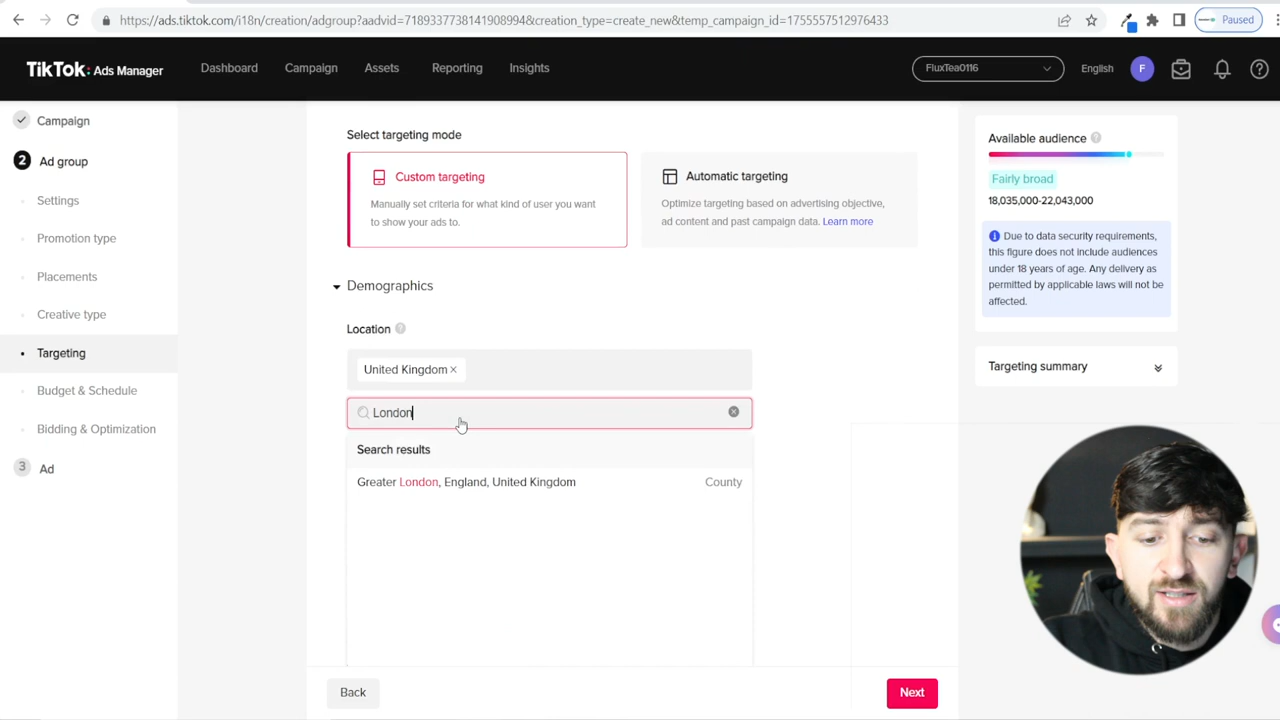 https://ads.tiktok.com/i18n/creation/adgroup?aadvid=7189337738141908994&creation_type=create_new&temp_campaign_id=1755557512976433
Paused
TikTok: Ads Manager
Dashboard
Campaign
Assets
Reporting
Insights
FluxTea0116
English
F
Campaign
2 Ad group
Settings
Promotion type
Placements
Creative type
Targeting
Budget & Schedule
Bidding & Optimization
3 Ad
Select targeting mode
Custom targeting
Manually set criteria for what kind of user you want
to show your ads to.
Automatic targeting
Optimize targeting based on advertising objective,
ad content and past campaign data. Learn more
Demographics
Location
United Kingdom ×
London
Search results
Greater London, England, United Kingdom
County
Back
Next
Available audience
Fairly broad
18,035,000-22,043,000
Due to data security requirements,
this figure does not include audiences
under 18 years of age. Any delivery as
permitted by applicable laws will not be
affected.
Targeting summary